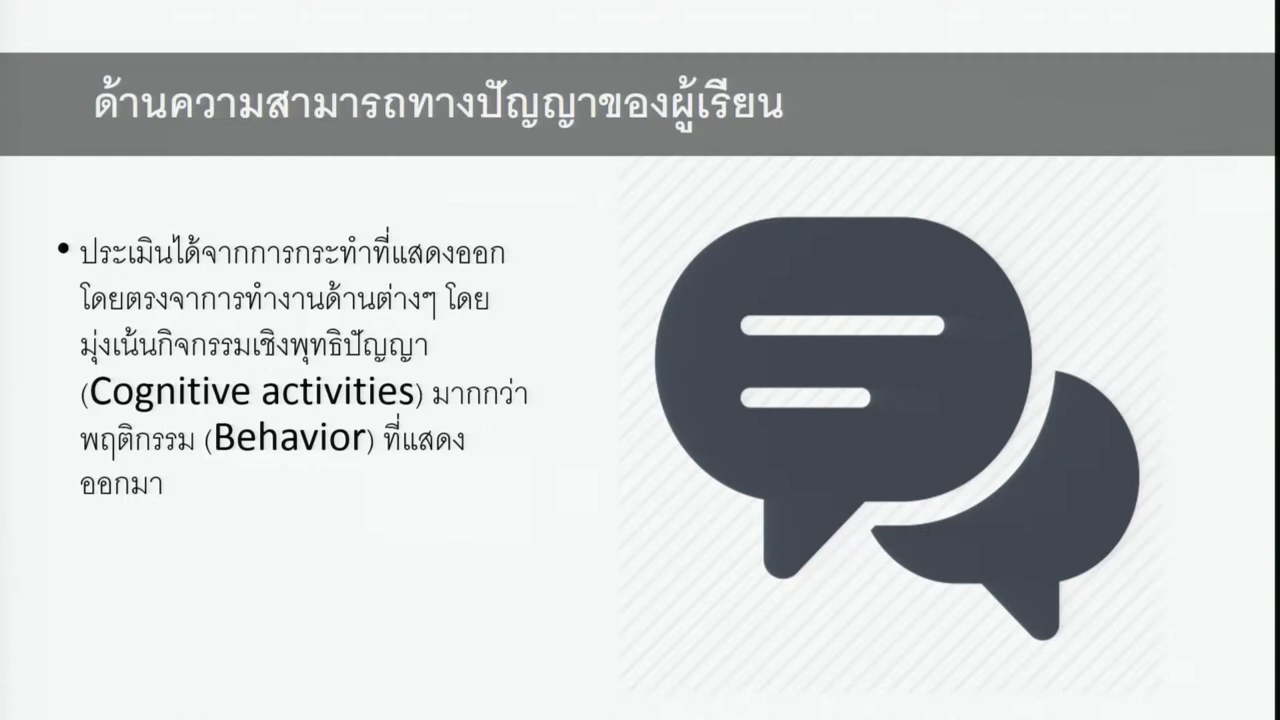 ด้านความสามารถทางปัญญาของผู้เรียน
• ประเมินได้จากการกระทำที่แสดงออก
โดยตรงจาการทำงานด้านต่างๆ โดย
มุ่งเน้นกิจกรรมเชิงพุทธิปัญญา
(Cognitive activities) มากกว่า
พฤติกรรม (Behavior) ที่แสดง
ออกมา